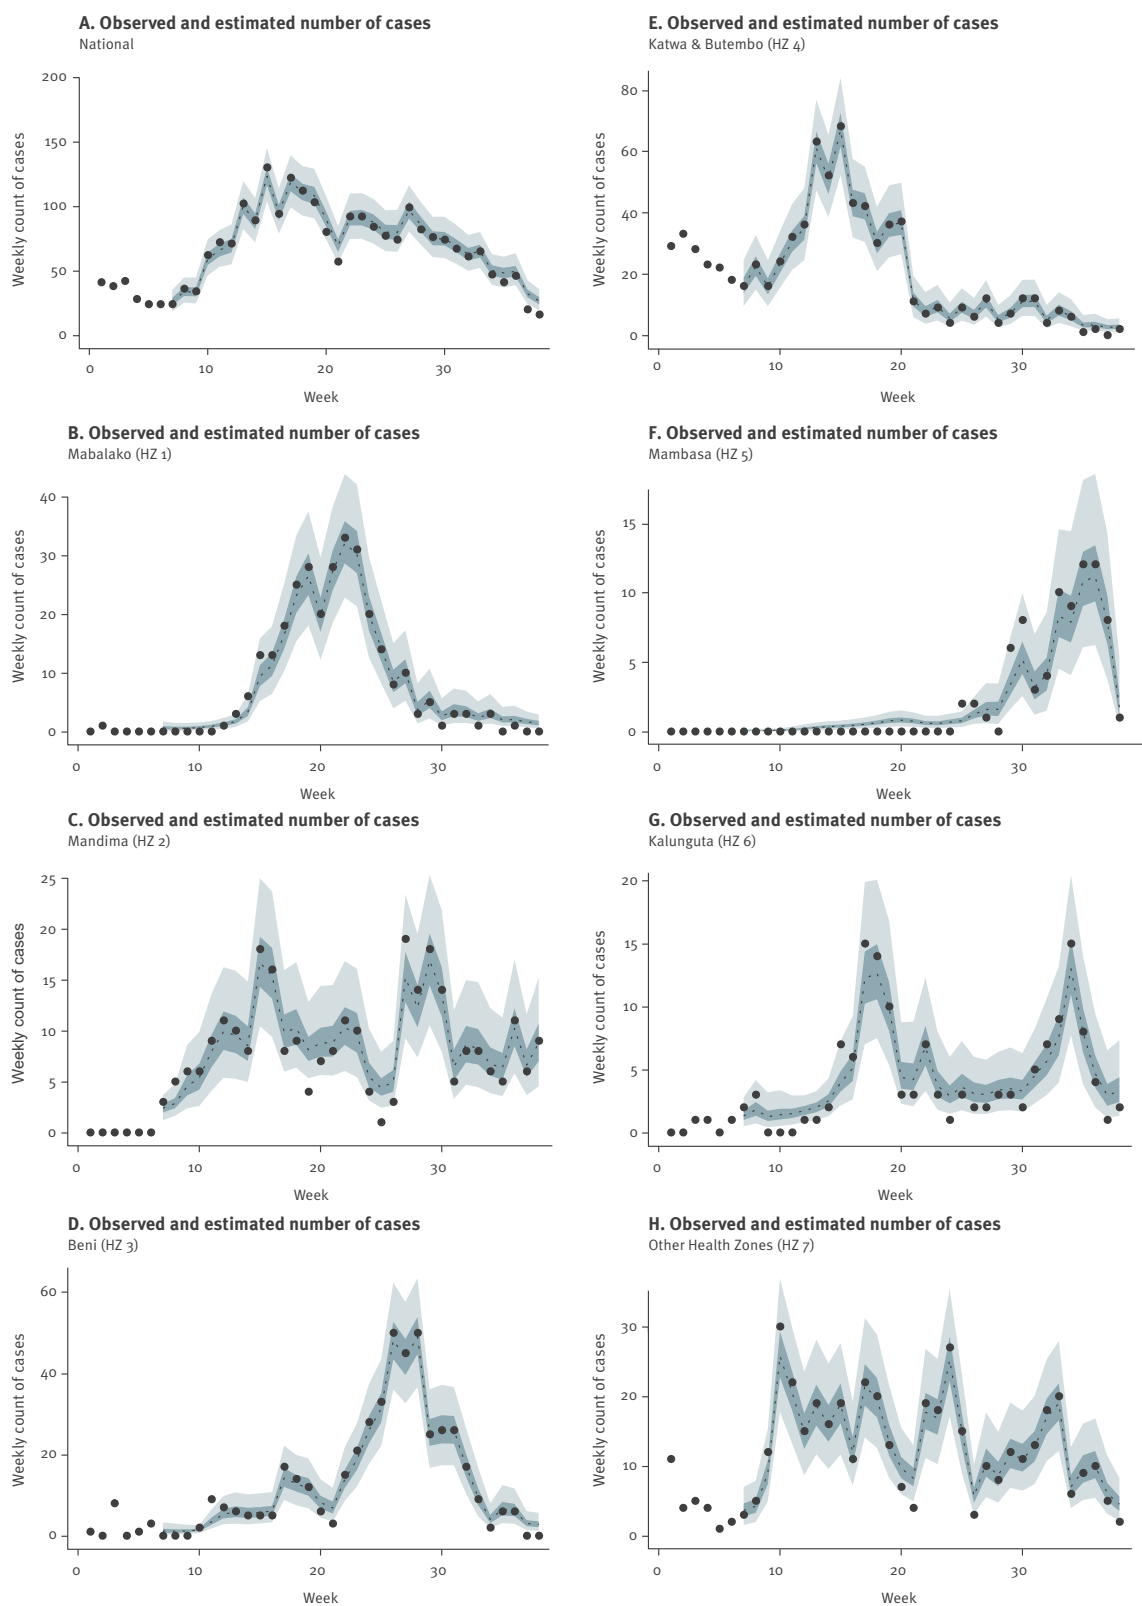 A. Observed and estimated number of cases
National
200
150
100
50
0
Weekly count of cases
0 10 20 30
Week
B. Observed and estimated number of cases
Mabalako (HZ 1)
40
30
20
10
0
Weekly count of cases
0 10 20 30
Week
C. Observed and estimated number of cases
Mandima (HZ 2)
25
20
15
10
5
0
Weekly count of cases
0 10 20 30
Week
D. Observed and estimated number of cases
Beni (HZ 3)
60
40
20
0
Weekly count of cases
0 10 20 30
Week
E. Observed and estimated number of cases
Katwa & Butembo (HZ 4)
80
60
40
20
0
Weekly count of cases
0 10 20 30
Week
F. Observed and estimated number of cases
Mambasa (HZ 5)
15
10
5
0
Weekly count of cases
0 10 20 30
Week
G. Observed and estimated number of cases
Kalunguta (HZ 6)
20
15
10
5
0
Weekly count of cases
0 10 20 30
Week
H. Observed and estimated number of cases
Other Health Zones (HZ 7)
30
20
10
0
Weekly count of cases
0 10 20 30
Week